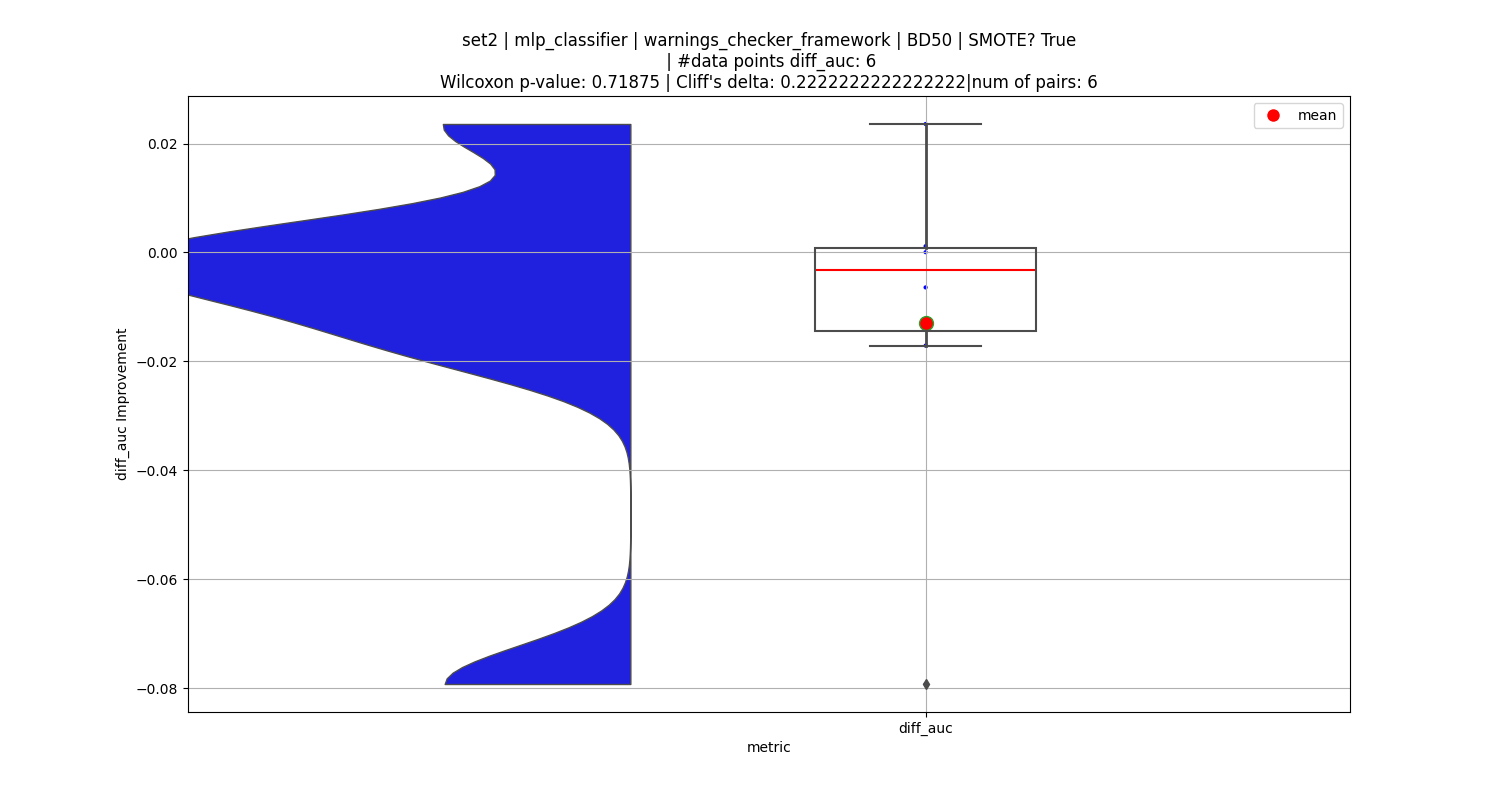 set2 | mlp_classifier | warnings_checker_framework | BD50 | SMOTE? True
| #data points diff_auc: 6
Wilcoxon p-value: 0.71875 | Cliff's delta: 0.2222222222222222|num of pairs: 6
mean
0.02
0.00
−0.02
−0.04
−0.06
−0.08
diff_auc Improvement
diff_auc
metric